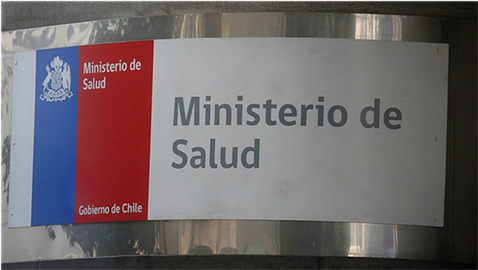 Ministerio de
Salud
Gobierno de Chile
Ministerio de
Salud